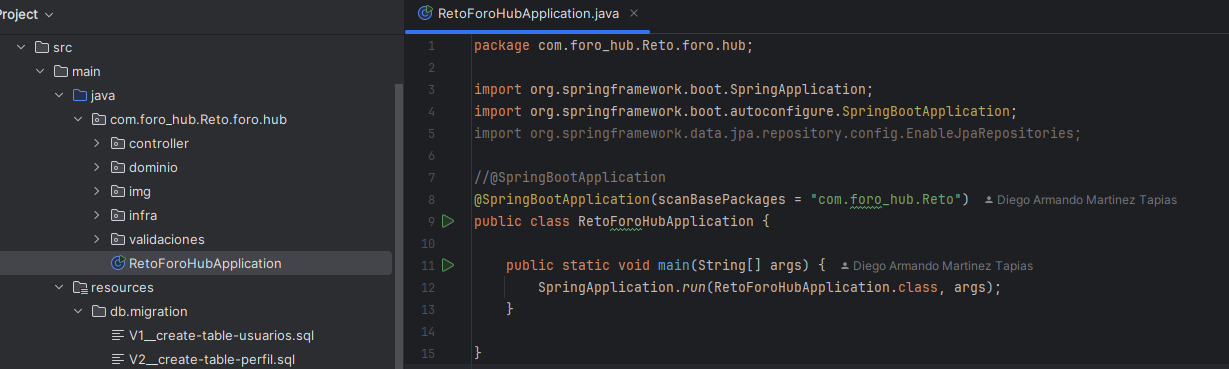 Project
src
main
java
com.foro_hub.Reto.foro.hub
controller
dominio
img
infra
validaciones
RetoForoHubApplication
resources
db.migration
V1__create-table-usuarios.sql
V2__create-table-perfil.sql
RetoForoHubApplication.java
1 package com.foro_hub.Reto.foro.hub;
2
3 import org.springframework.boot.SpringApplication;
4 import org.springframework.boot.autoconfigure.SpringBootApplication;
5 import org.springframework.data.jpa.repository.config.EnableJpaRepositories;
6
7 //@SpringBootApplication
8 @SpringBootApplication(scanBasePackages = "com.foro_hub.Reto") Diego Armando Martinez Tapias
9 public class RetoForoHubApplication {
10
11 public static void main(String[] args) { Diego Armando Martinez Tapias
12 SpringApplication.run(RetoForoHubApplication.class, args);
13 }
14
15 }